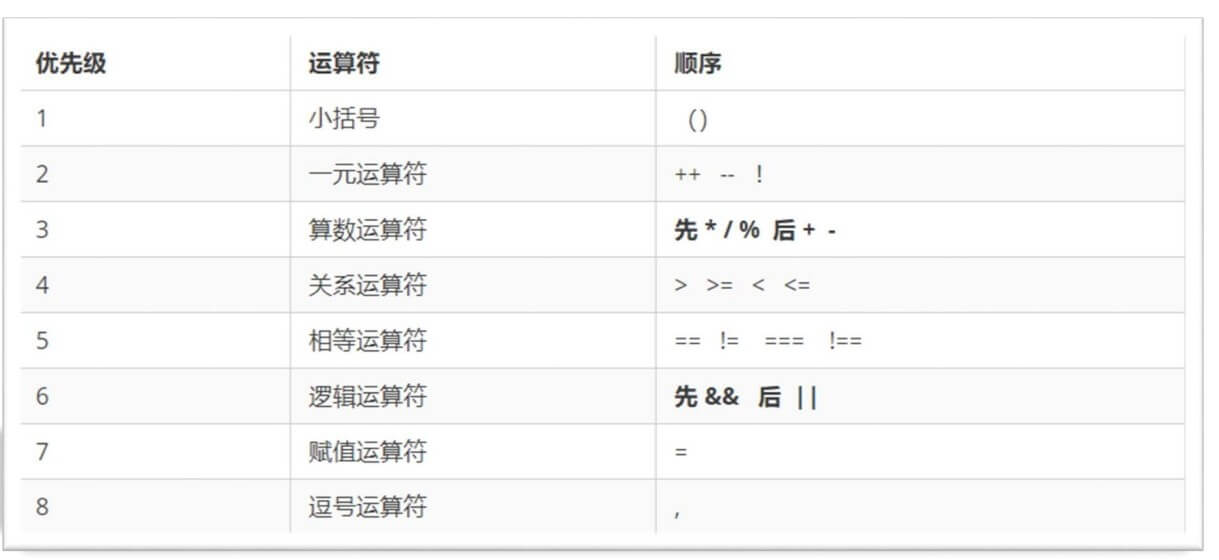 优先级 运算符 顺序
1 小括号 ()
2 一元运算符 ++ -- !
3 算数运算符 先 * / % 后 + -
4 关系运算符 > >= < <=
5 相等运算符 == != === !==
6 逻辑运算符 先 && 后 ||
7 赋值运算符 =
8 逗号运算符 ,